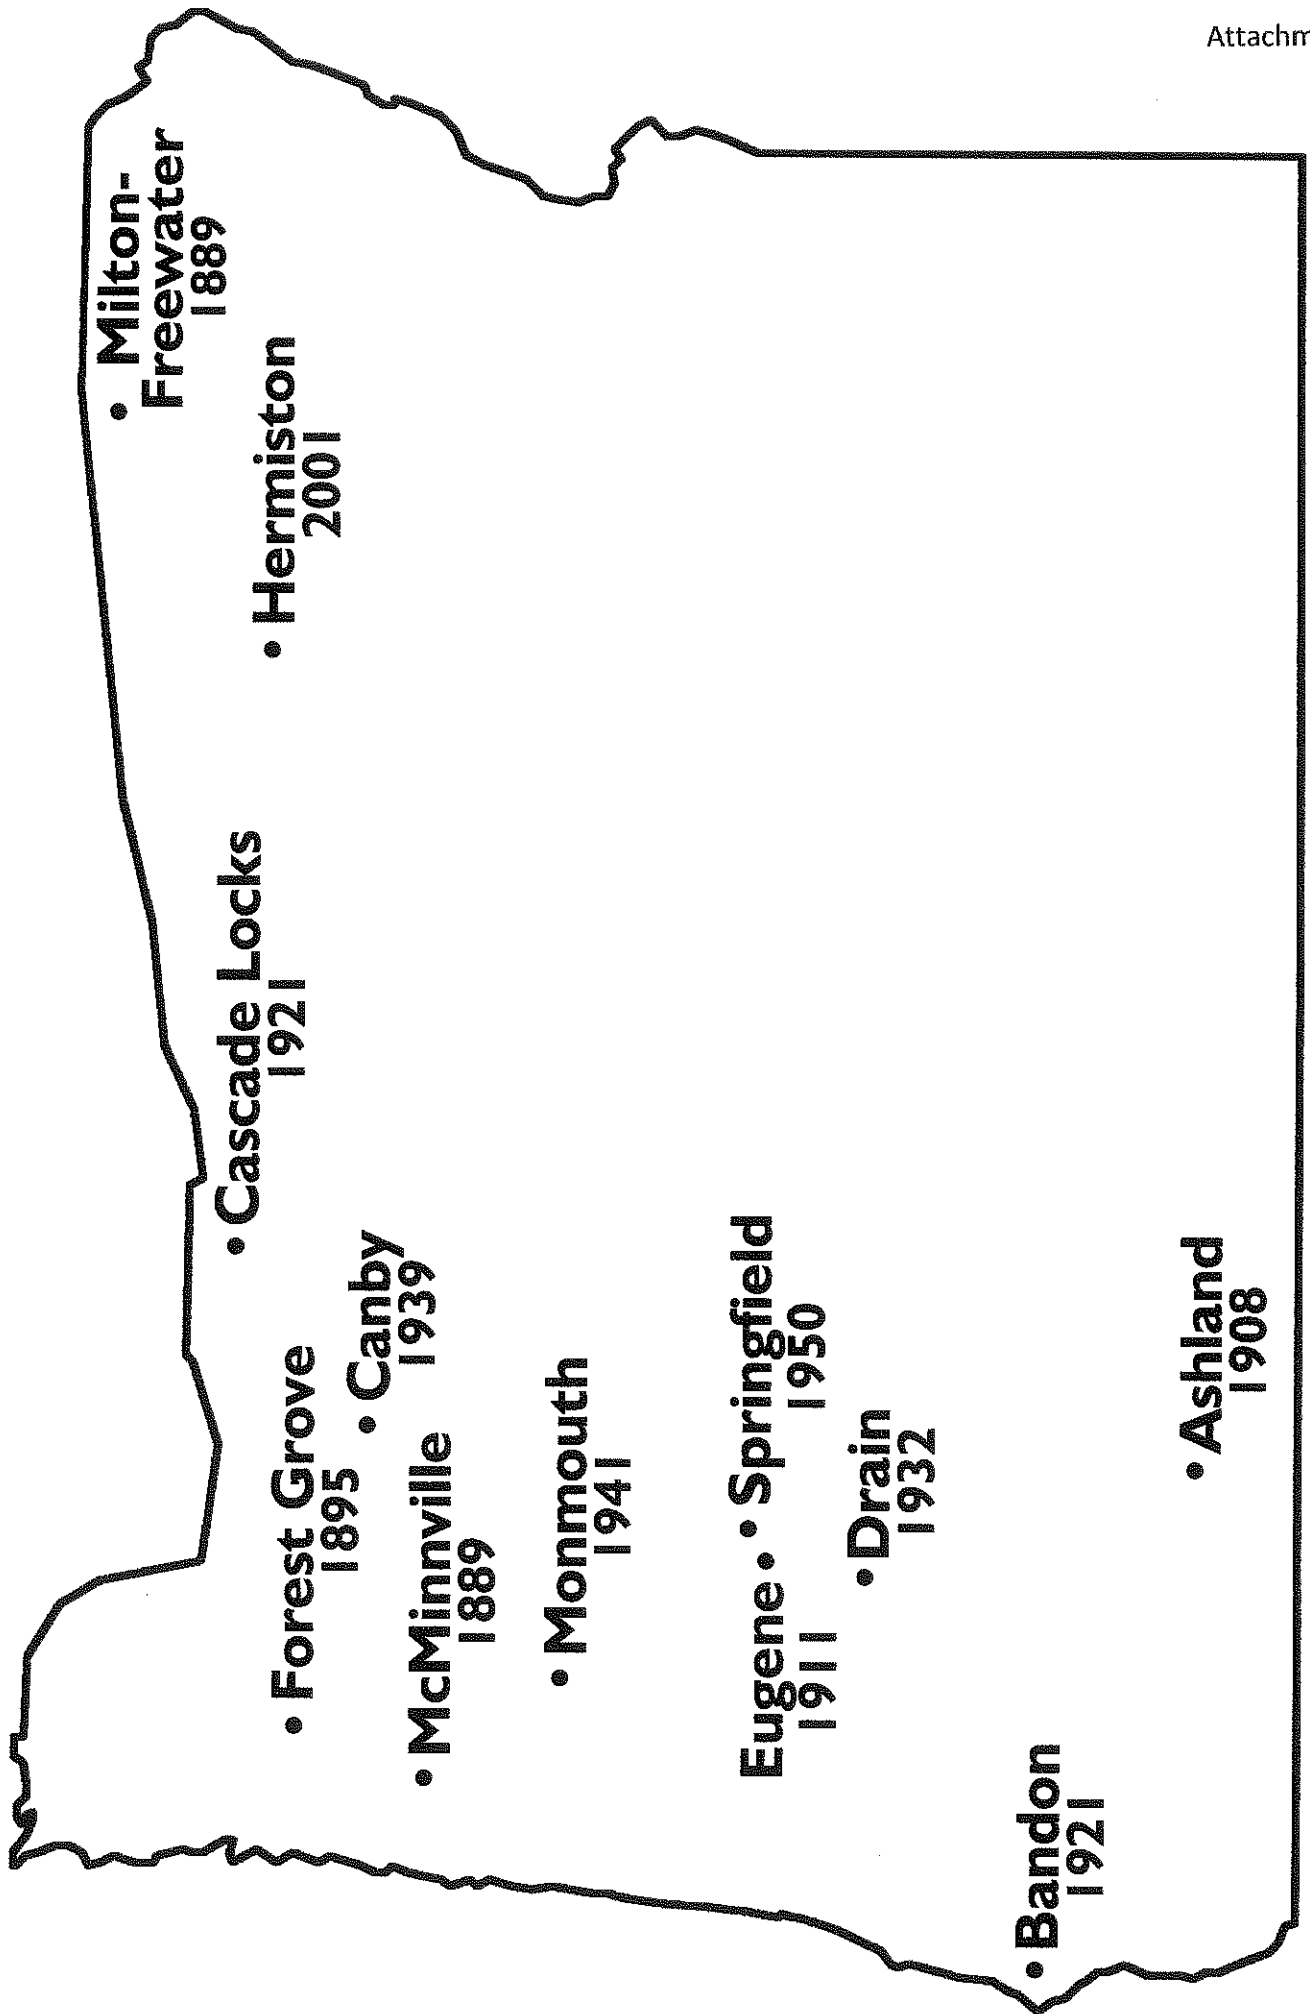 Attachm
Milton-
Freewater
1889
Hermiston
2001
Cascade Locks
1921
Canby
1939
Forest Grove
1895
McMinnville
1889
Monmouth
1941
Springfield
1950
Eugene
1911
Drain
1932
Ashland
1908
Bandon
1921